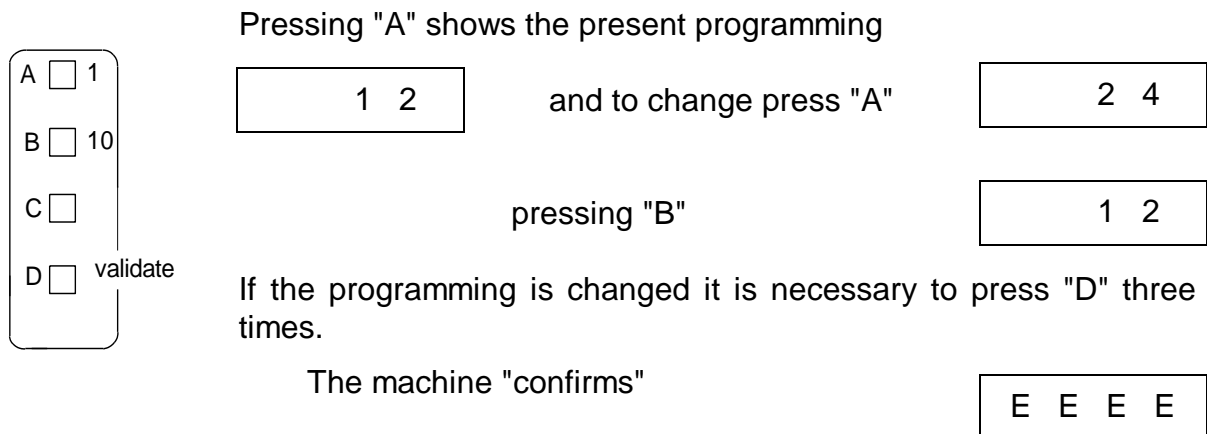 Pressing "A" shows the present programming
A 1
1 2 and to change press "A" 2 4
B 10
C
pressing "B" 1 2
D validate
If the programming is changed it is necessary to press "D" three
times.
The machine "confirms"
E E E E